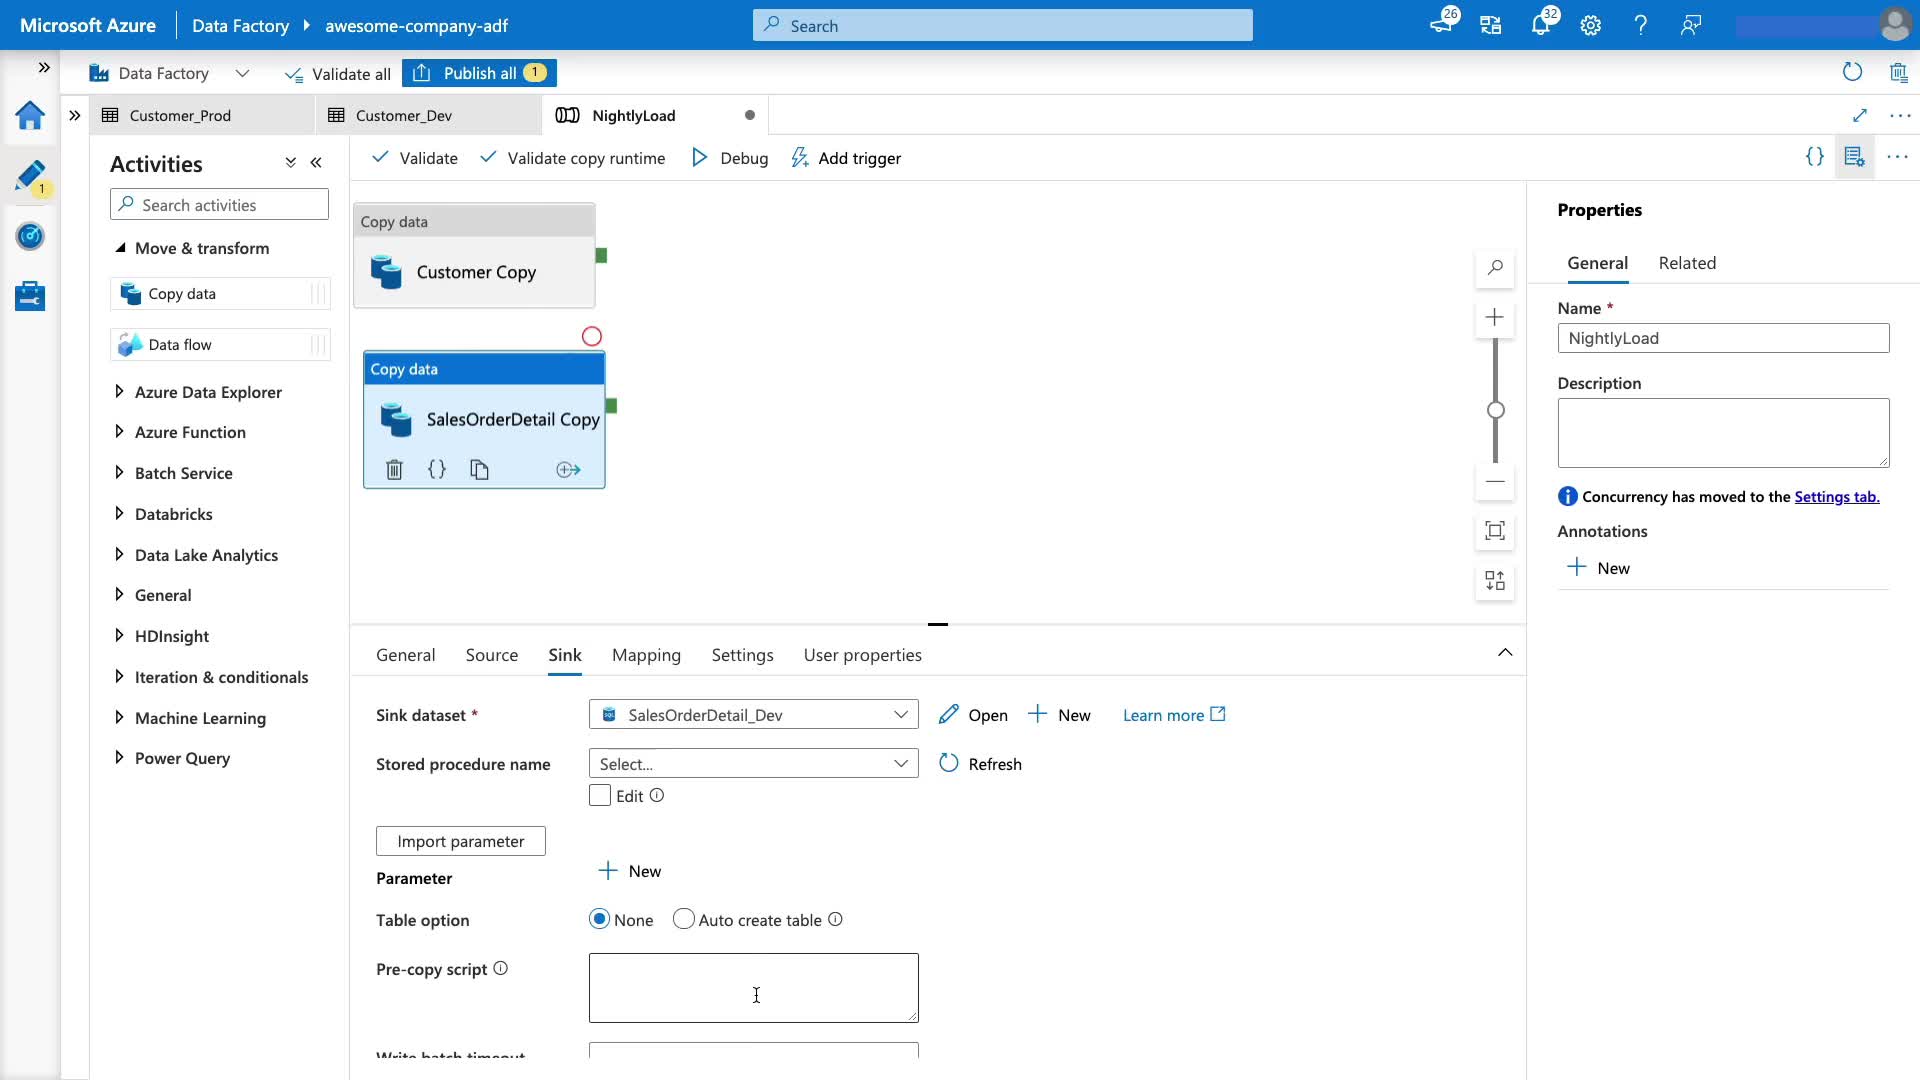 Microsoft Azure
Data Factory
awesome-company-adf
Search
26
32
Data Factory
Validate all
Publish all
1
Customer_Prod
Customer_Dev
NightlyLoad
1
Activities
Search activities
Move & transform
Copy data
Data flow
Azure Data Explorer
Azure Function
Batch Service
Databricks
Data Lake Analytics
General
HDInsight
Iteration & conditionals
Machine Learning
Power Query
Validate
Validate copy runtime
Debug
Add trigger
Copy data
Customer Copy
Copy data
SalesOrderDetail Copy
General
Source
Sink
Mapping
Settings
User properties
Sink dataset *
SalesOrderDetail_Dev
Open
New
Learn more
Stored procedure name
Select...
Refresh
Edit
Import parameter
Parameter
New
Table option
None
Auto create table
Pre-copy script
Write batch timeout
Properties
General
Related
Name *
NightlyLoad
Description
Concurrency has moved to the Settings tab.
Annotations
New